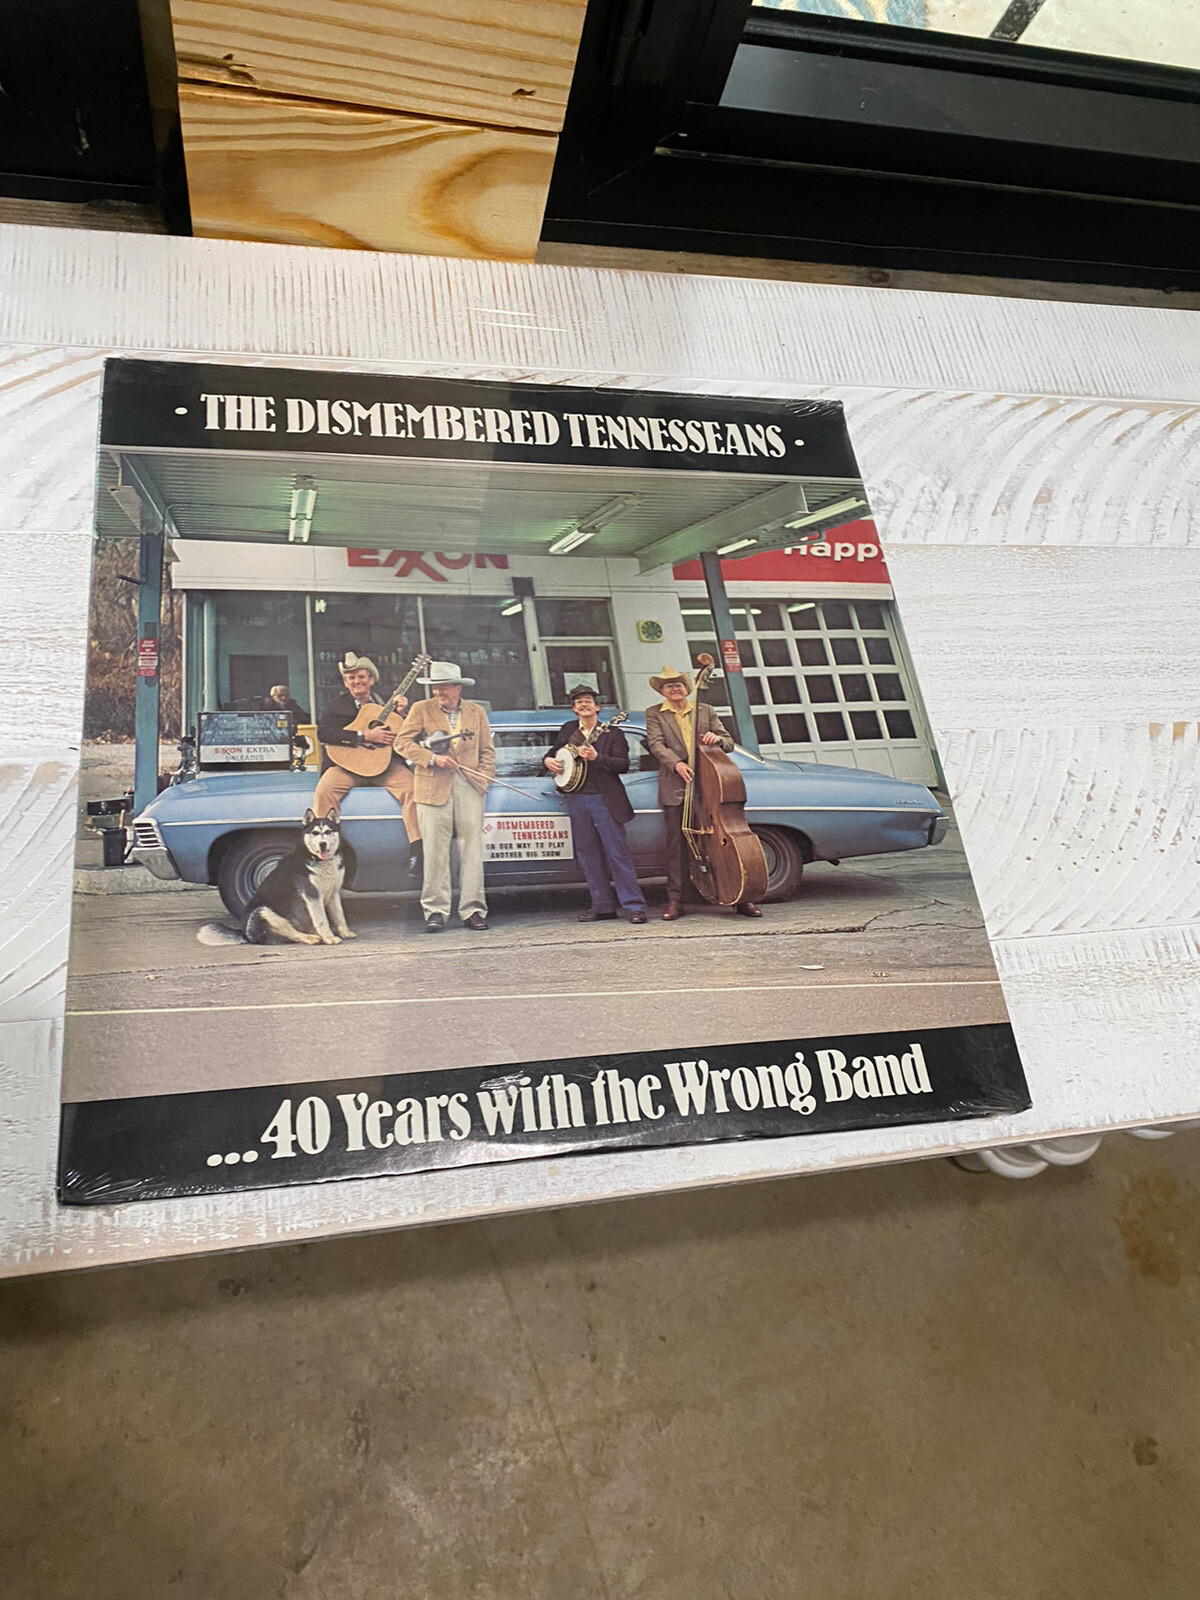 · THE DISMEMBERED TENNESSEANS ·
EXXON
Happy
EXXON EXTRA
UNLEADED
THE DISMEMBERED
TENNESSEANS
ON OUR WAY TO PLAY
ANOTHER BIG SHOW
...40 Years with the Wrong Band